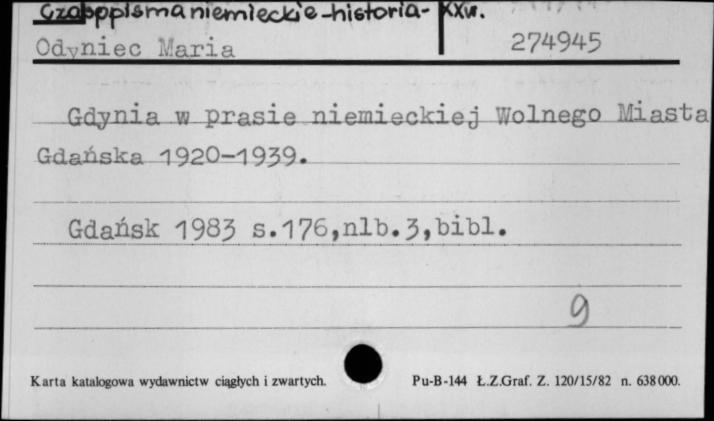 Czasopisma niemieckie-historia- XXw.
Odyniec Maria 274945
Gdynia w prasie niemieckiej Wolnego Miasta
Gdańska 1920-1939.
Gdańsk 1983 s.176,nlb.3,bibl.
9
Karta katalogowa wydawnictw ciągłych i zwartych. Pu-B-144 Ł.Z.Graf. Z. 120/15/82 n. 638 000.